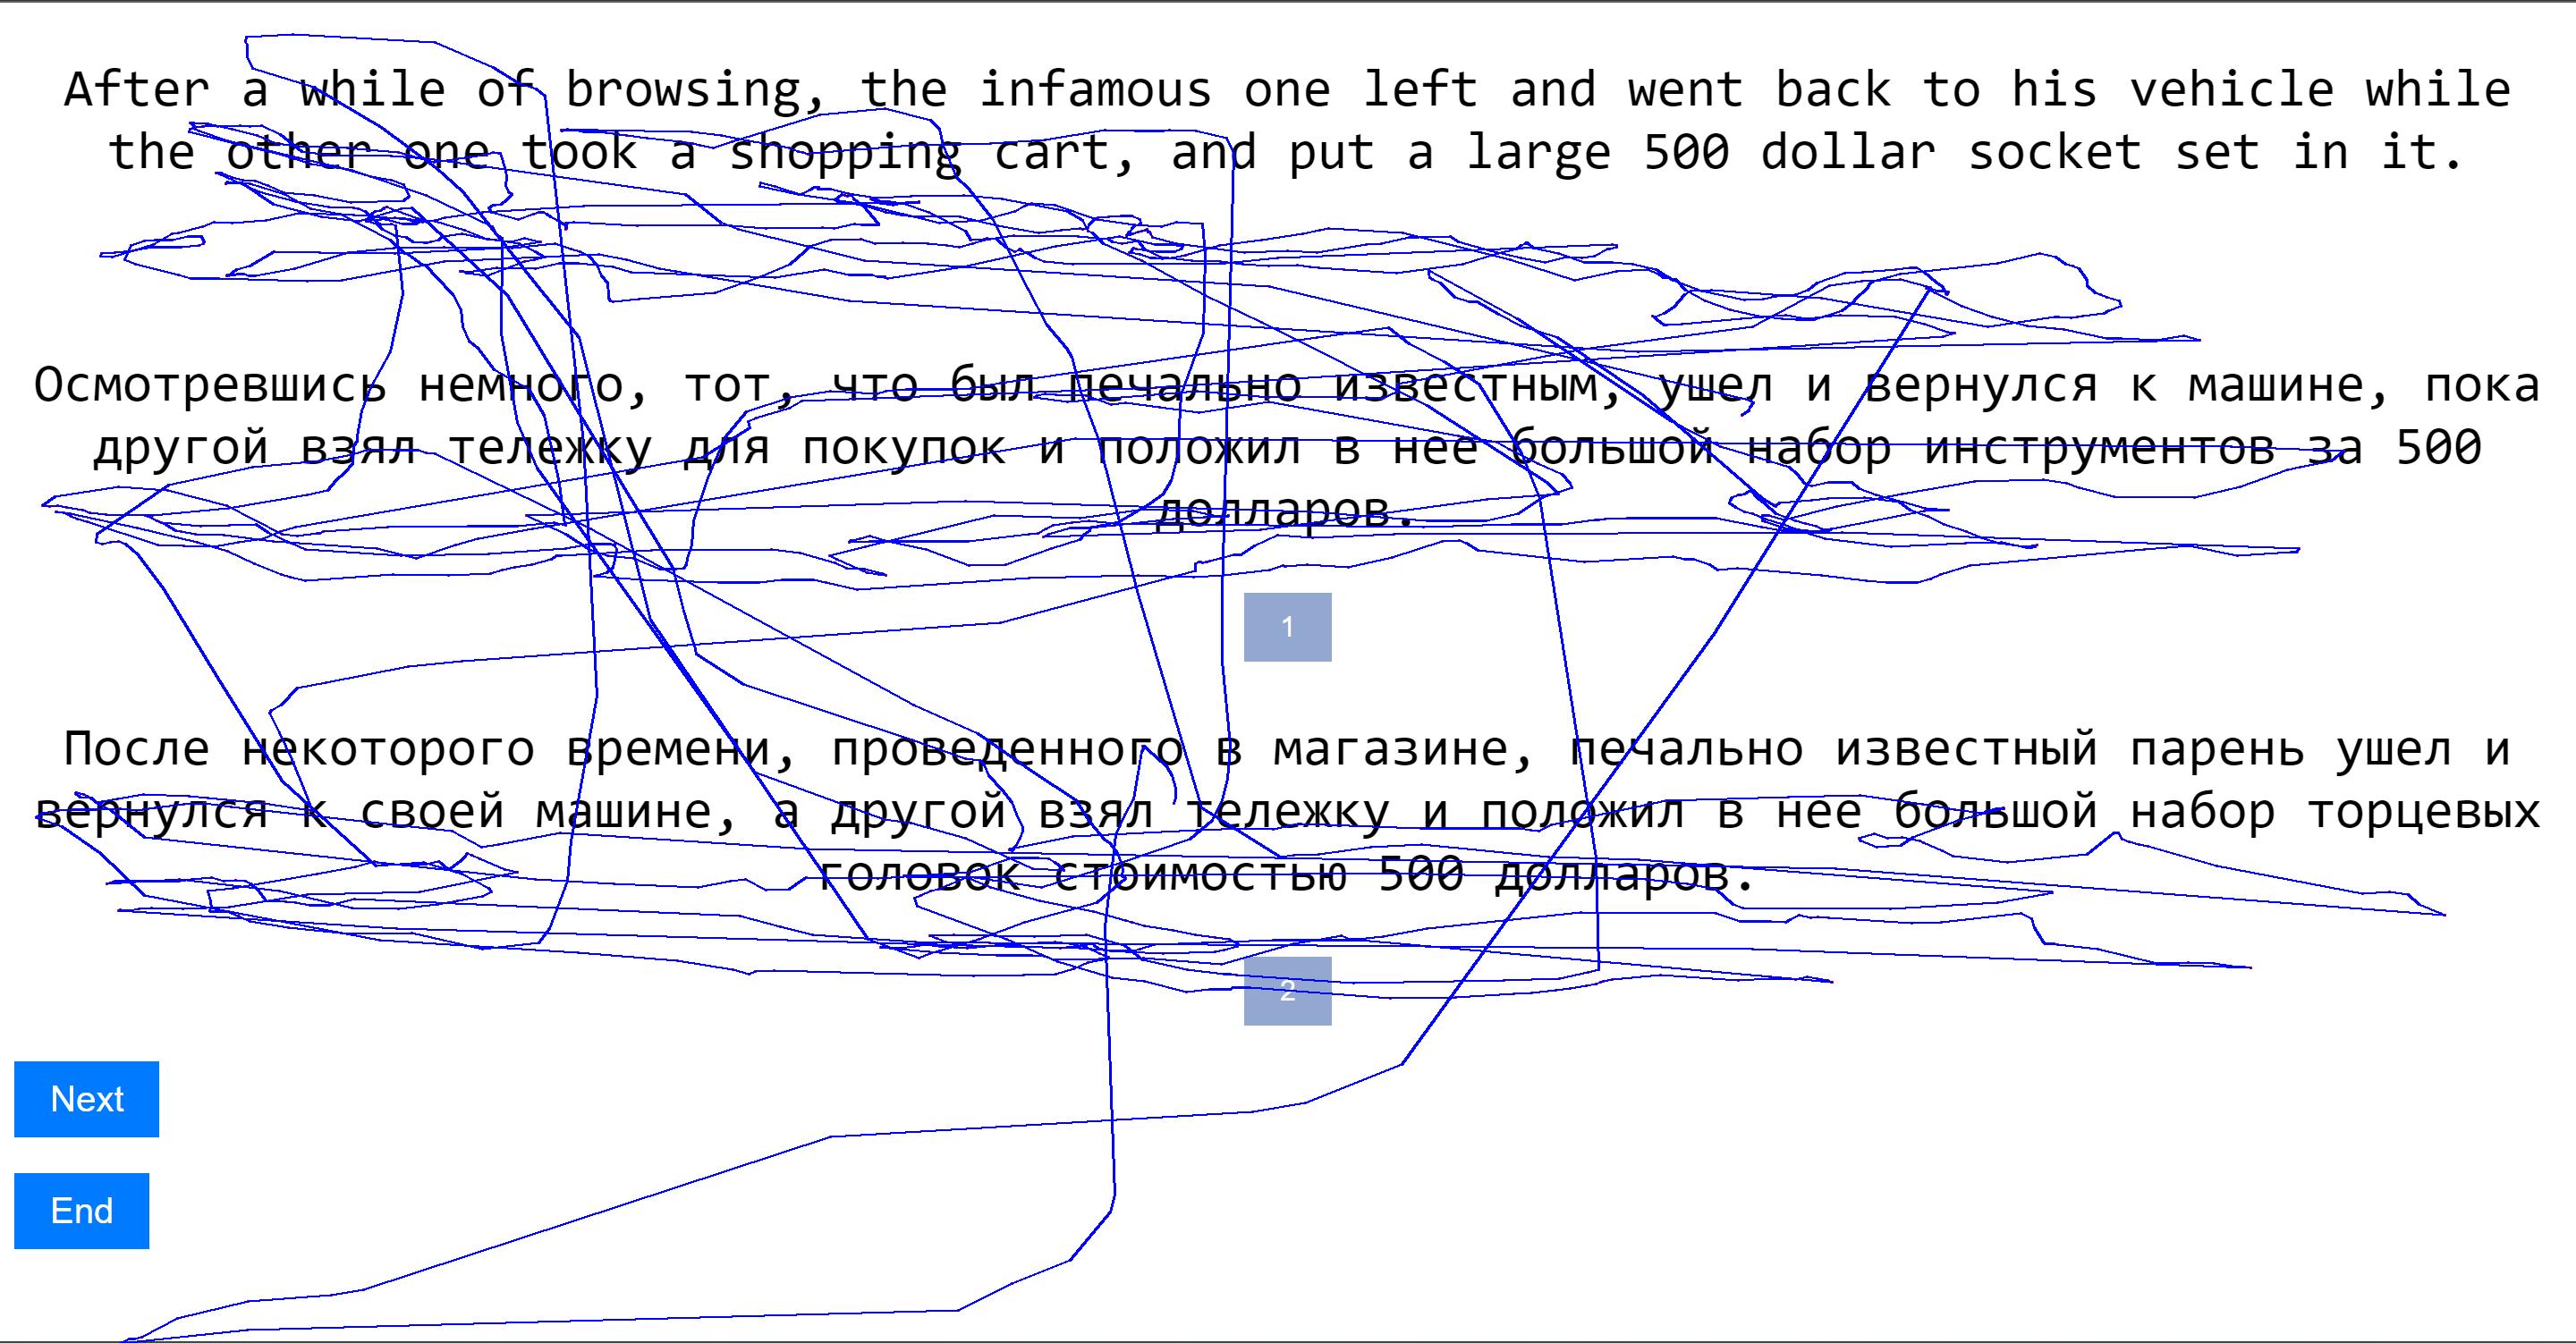 After a while of browsing, the infamous one left and went back to his vehicle while
the other one took a shopping cart, and put a large 500 dollar socket set in it.
Осмотревшись немного, тот, что был печально известным, ушел и вернулся к машине, пока
другой взял тележку для покупок и положил в нее большой набор инструментов за 500
долларов.
1
После некоторого времени, проведенного в магазине, печально известный парень ушел и
вернулся к своей машине, а другой взял тележку и положил в нее большой набор торцевых
головок стоимостью 500 долларов.
2
Next
End